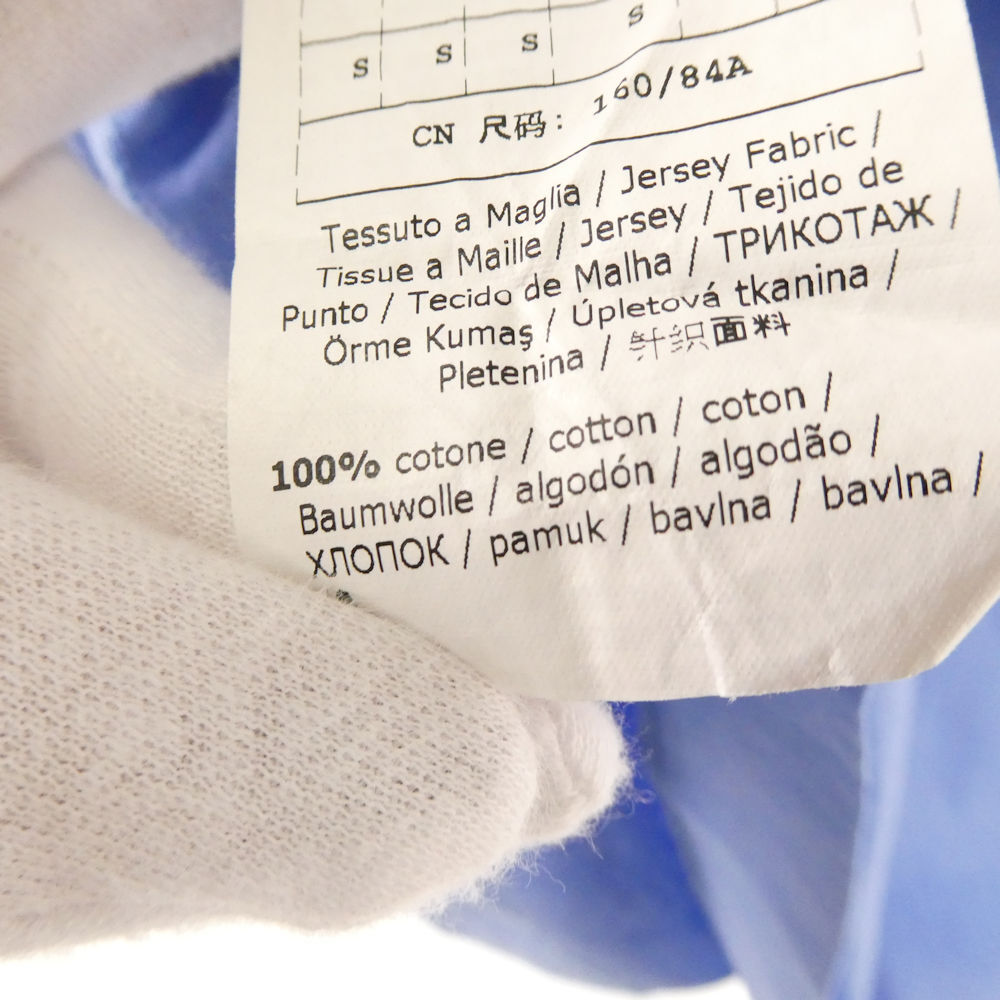 S S S S
CN 尺码: 160/84A
Tessuto a Maglia / Jersey Fabric /
Tissue a Maille / Jersey / Tejido de
Punto / Tecido de Malha / ТРИКОТАЖ /
Örme Kumaş / Úpletová tkanina /
Pletenina / 针织面料
100% cotone / cotton / coton /
Baumwolle / algodón / algodão /
ХЛОПОК / pamuk / bavlna / bavlna /